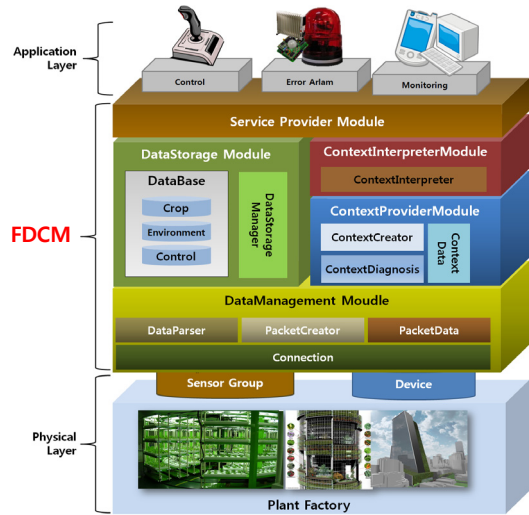 Application
Layer
Control
Error Arlam
Monitoring
Service Provider Module
FDCM
DataStorage Module
DataBase
Crop
Environment
Control
DataStorage
Manager
ContextInterpreterModule
ContextInterpreter
ContextProviderModule
ContextCreator
ContextDiagnosis
Context
Data
DataManagement Moudle
DataParser
PacketCreator
PacketData
Connection
Sensor Group
Device
Physical
Layer
Plant Factory